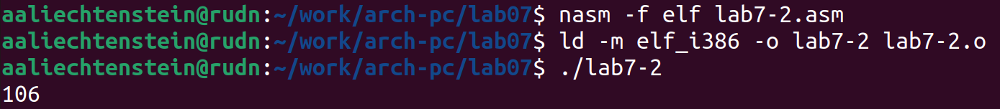 aaliechtenstein@rudn:~/work/arch-pc/lab07$ nasm -f elf lab7-2.asm
aaliechtenstein@rudn:~/work/arch-pc/lab07$ ld -m elf_i386 -o lab7-2 lab7-2.o
aaliechtenstein@rudn:~/work/arch-pc/lab07$ ./lab7-2
106